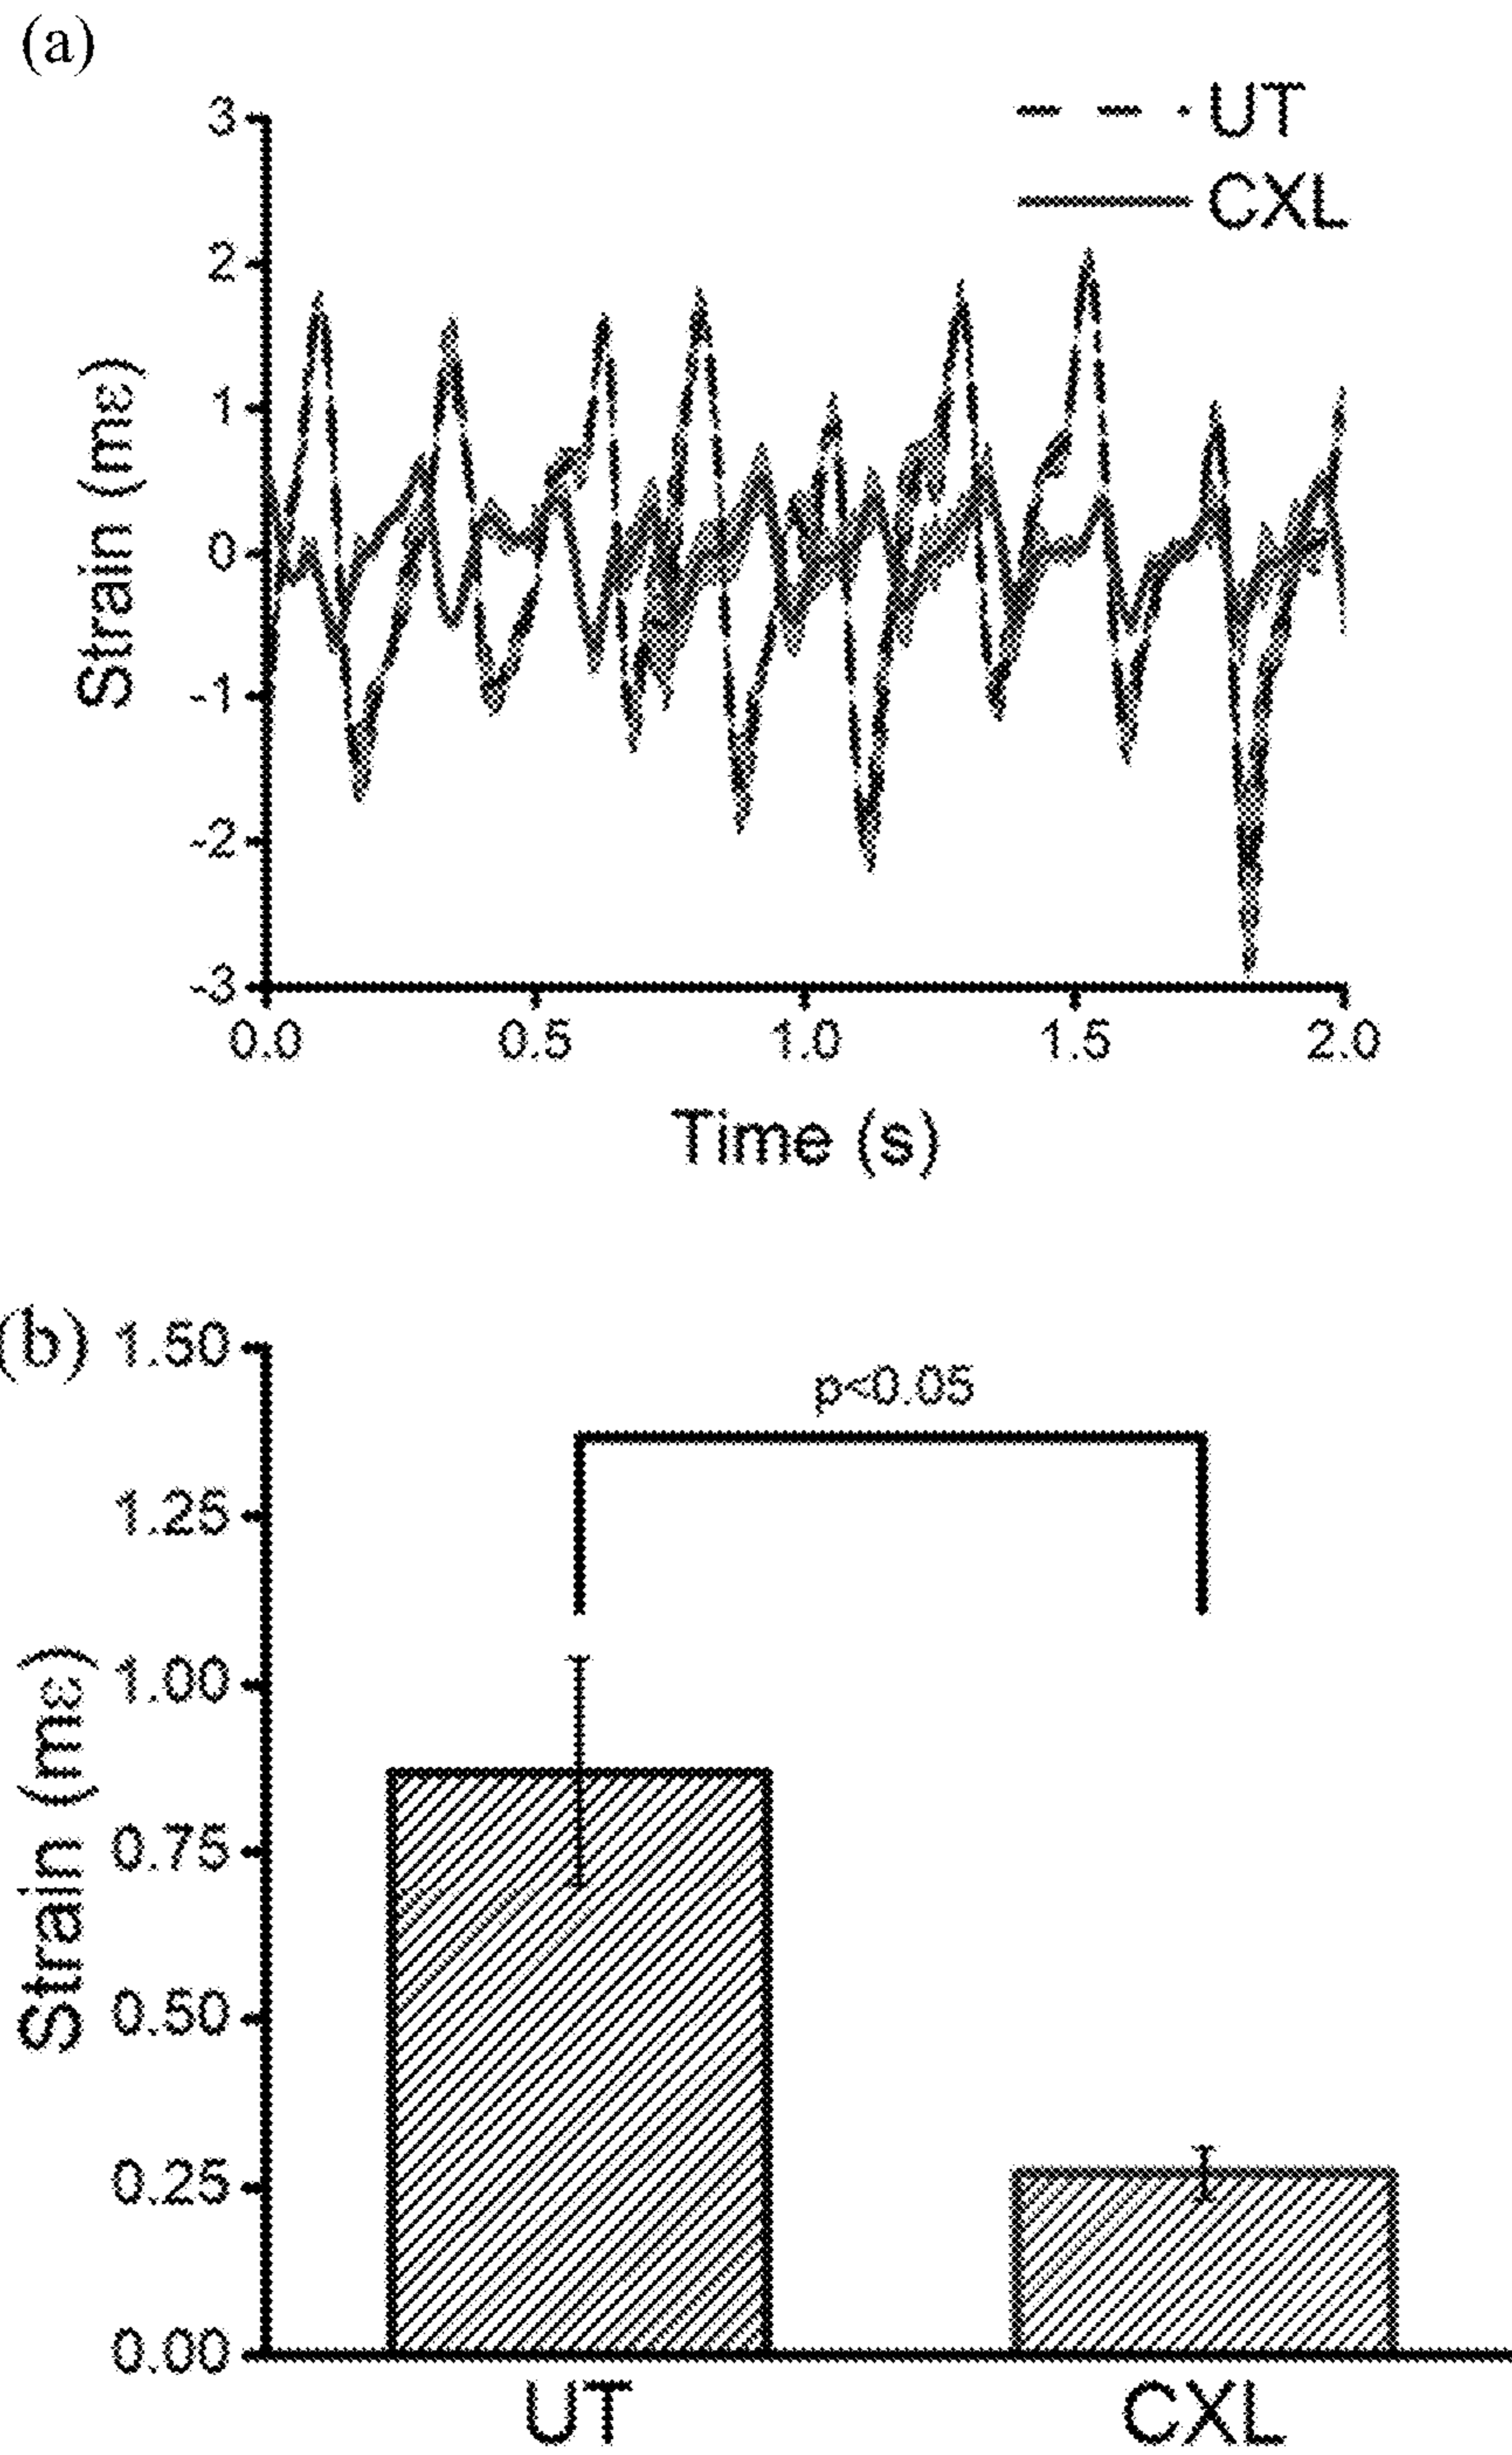 (a)
UT
CXL
3
2
1
0
-1
-2
-3
Strain (mε)
0.0 0.5 1.0 1.5 2.0
Time (s)
(b)
1.50
1.25
1.00
0.75
0.50
0.25
0.00
Strain (mε)
p<0.05
UT CXL